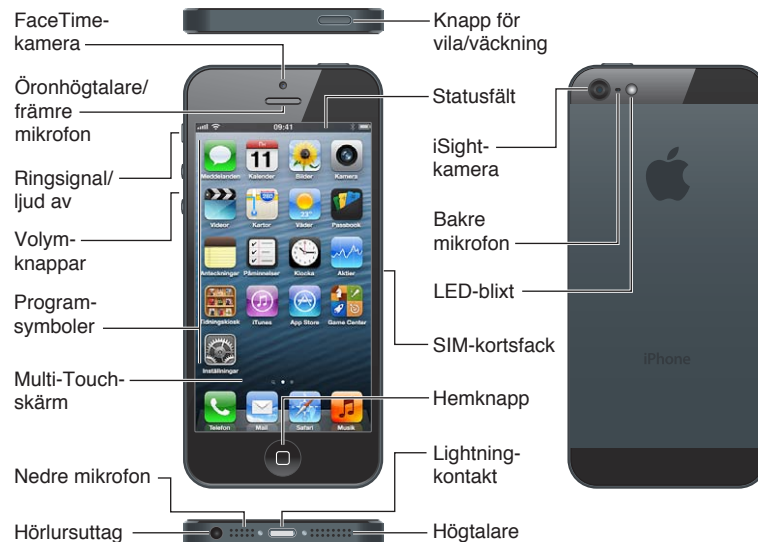 FaceTime-
kamera
Öronhögtalare/
främre
mikrofon
Ringsignal/
ljud av
Volym-
knappar
Program-
symboler
Multi-Touch-
skärm
Nedre mikrofon
Hörlursuttag
09:41
11
Meddelanden Kalender Bilder Kamera
280
23°
Videor Kartor Väder Passbook
Anteckningar Påminnelser Klocka Aktier
Tidningskiosk iTunes App Store Game Center
Inställningar
Telefon Mail Safari Musik
Knapp för
vila/väckning
Statusfält
iSight-
kamera
Bakre
mikrofon
LED-blixt
SIM-kortsfack
Hemknapp
Lightning-
kontakt
Högtalare
iPhone